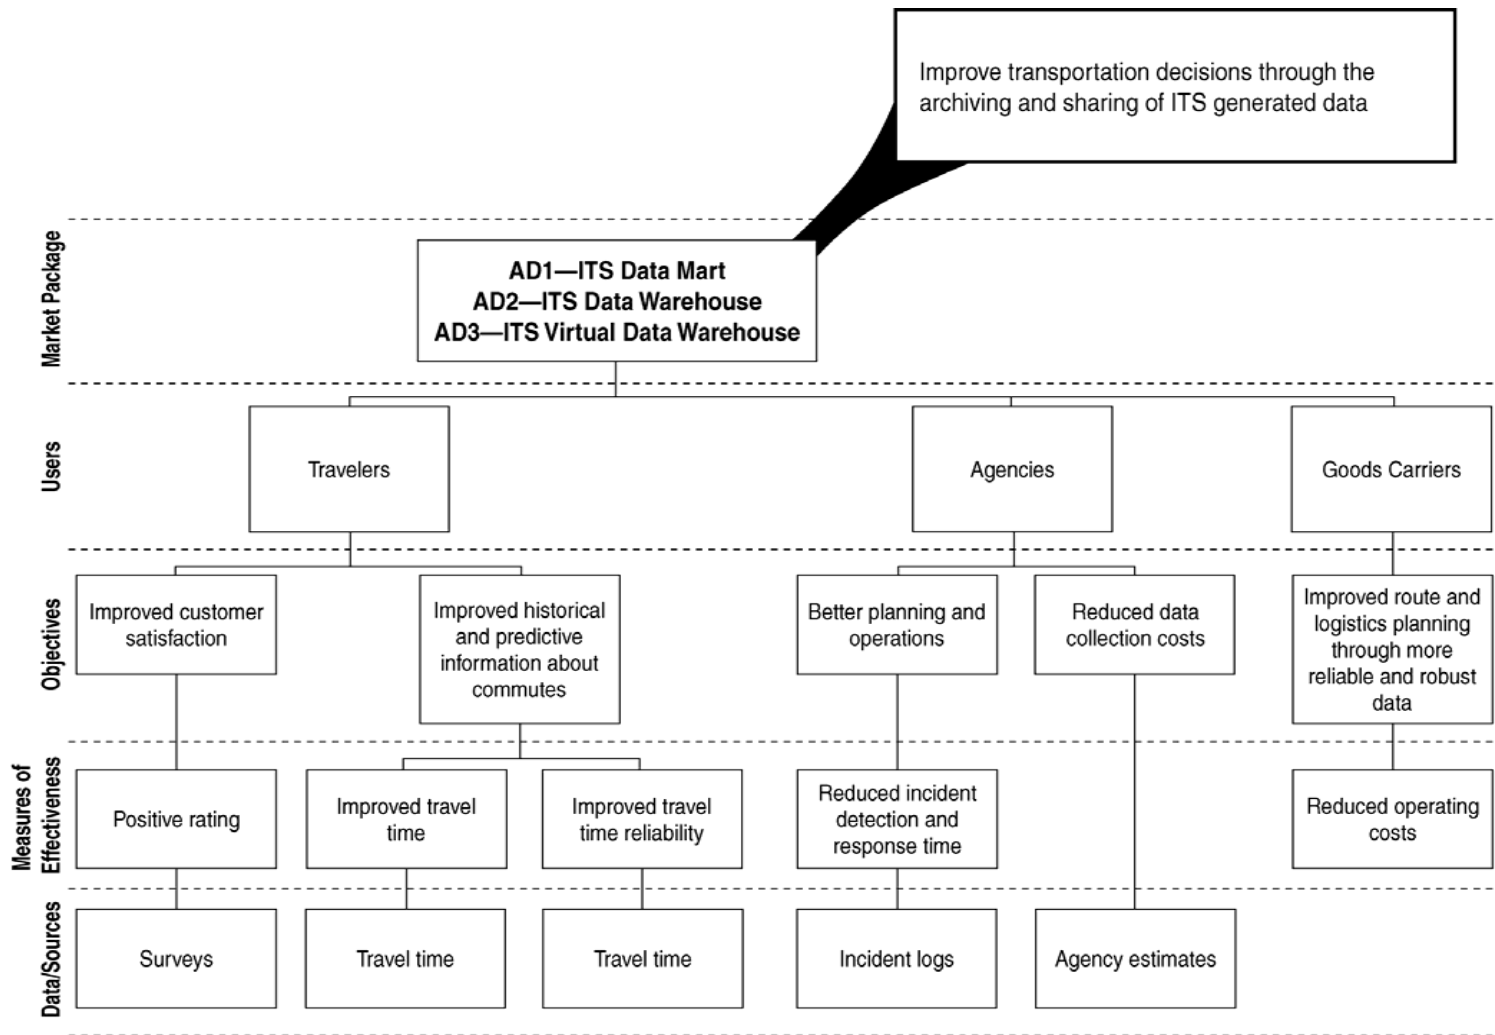 Improve transportation decisions through the
archiving and sharing of ITS generated data
Market Package
AD1—ITS Data Mart
AD2—ITS Data Warehouse
AD3—ITS Virtual Data Warehouse
Users
Travelers
Agencies
Goods Carriers
Objectives
Improved customer
satisfaction
Improved historical
and predictive
information about
commutes
Better planning and
operations
Reduced data
collection costs
Improved route and
logistics planning
through more
reliable and robust
data
Measures of
Effectiveness
Positive rating
Improved travel
time
Improved travel
time reliability
Reduced incident
detection and
response time
Reduced operating
costs
Data/Sources
Surveys
Travel time
Travel time
Incident logs
Agency estimates